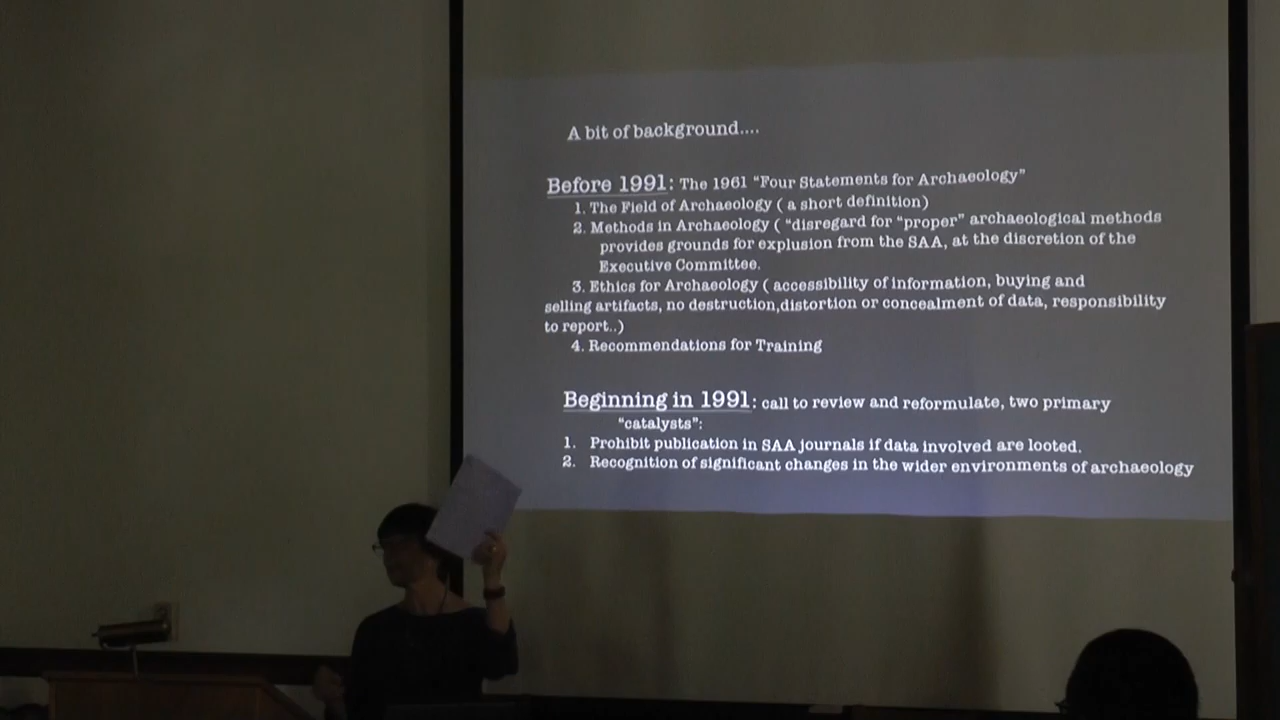 A bit of background....
Before 1991: The 1961 “Four Statements for Archaeology”
1. The Field of Archaeology ( a short definition)
2. Methods in Archaeology ( “disregard for “proper” archaeological methods
provides grounds for explusion from the SAA, at the discretion of the
Executive Committee.
3. Ethics for Archaeology ( accessibility of information, buying and
selling artifacts, no destruction,distortion or concealment of data, responsibility
to report..)
4. Recommendations for Training
Beginning in 1991: call to review and reformulate, two primary
“catalysts”:
1. Prohibit publication in SAA journals if data involved are looted.
2. Recognition of significant changes in the wider environments of archaeology